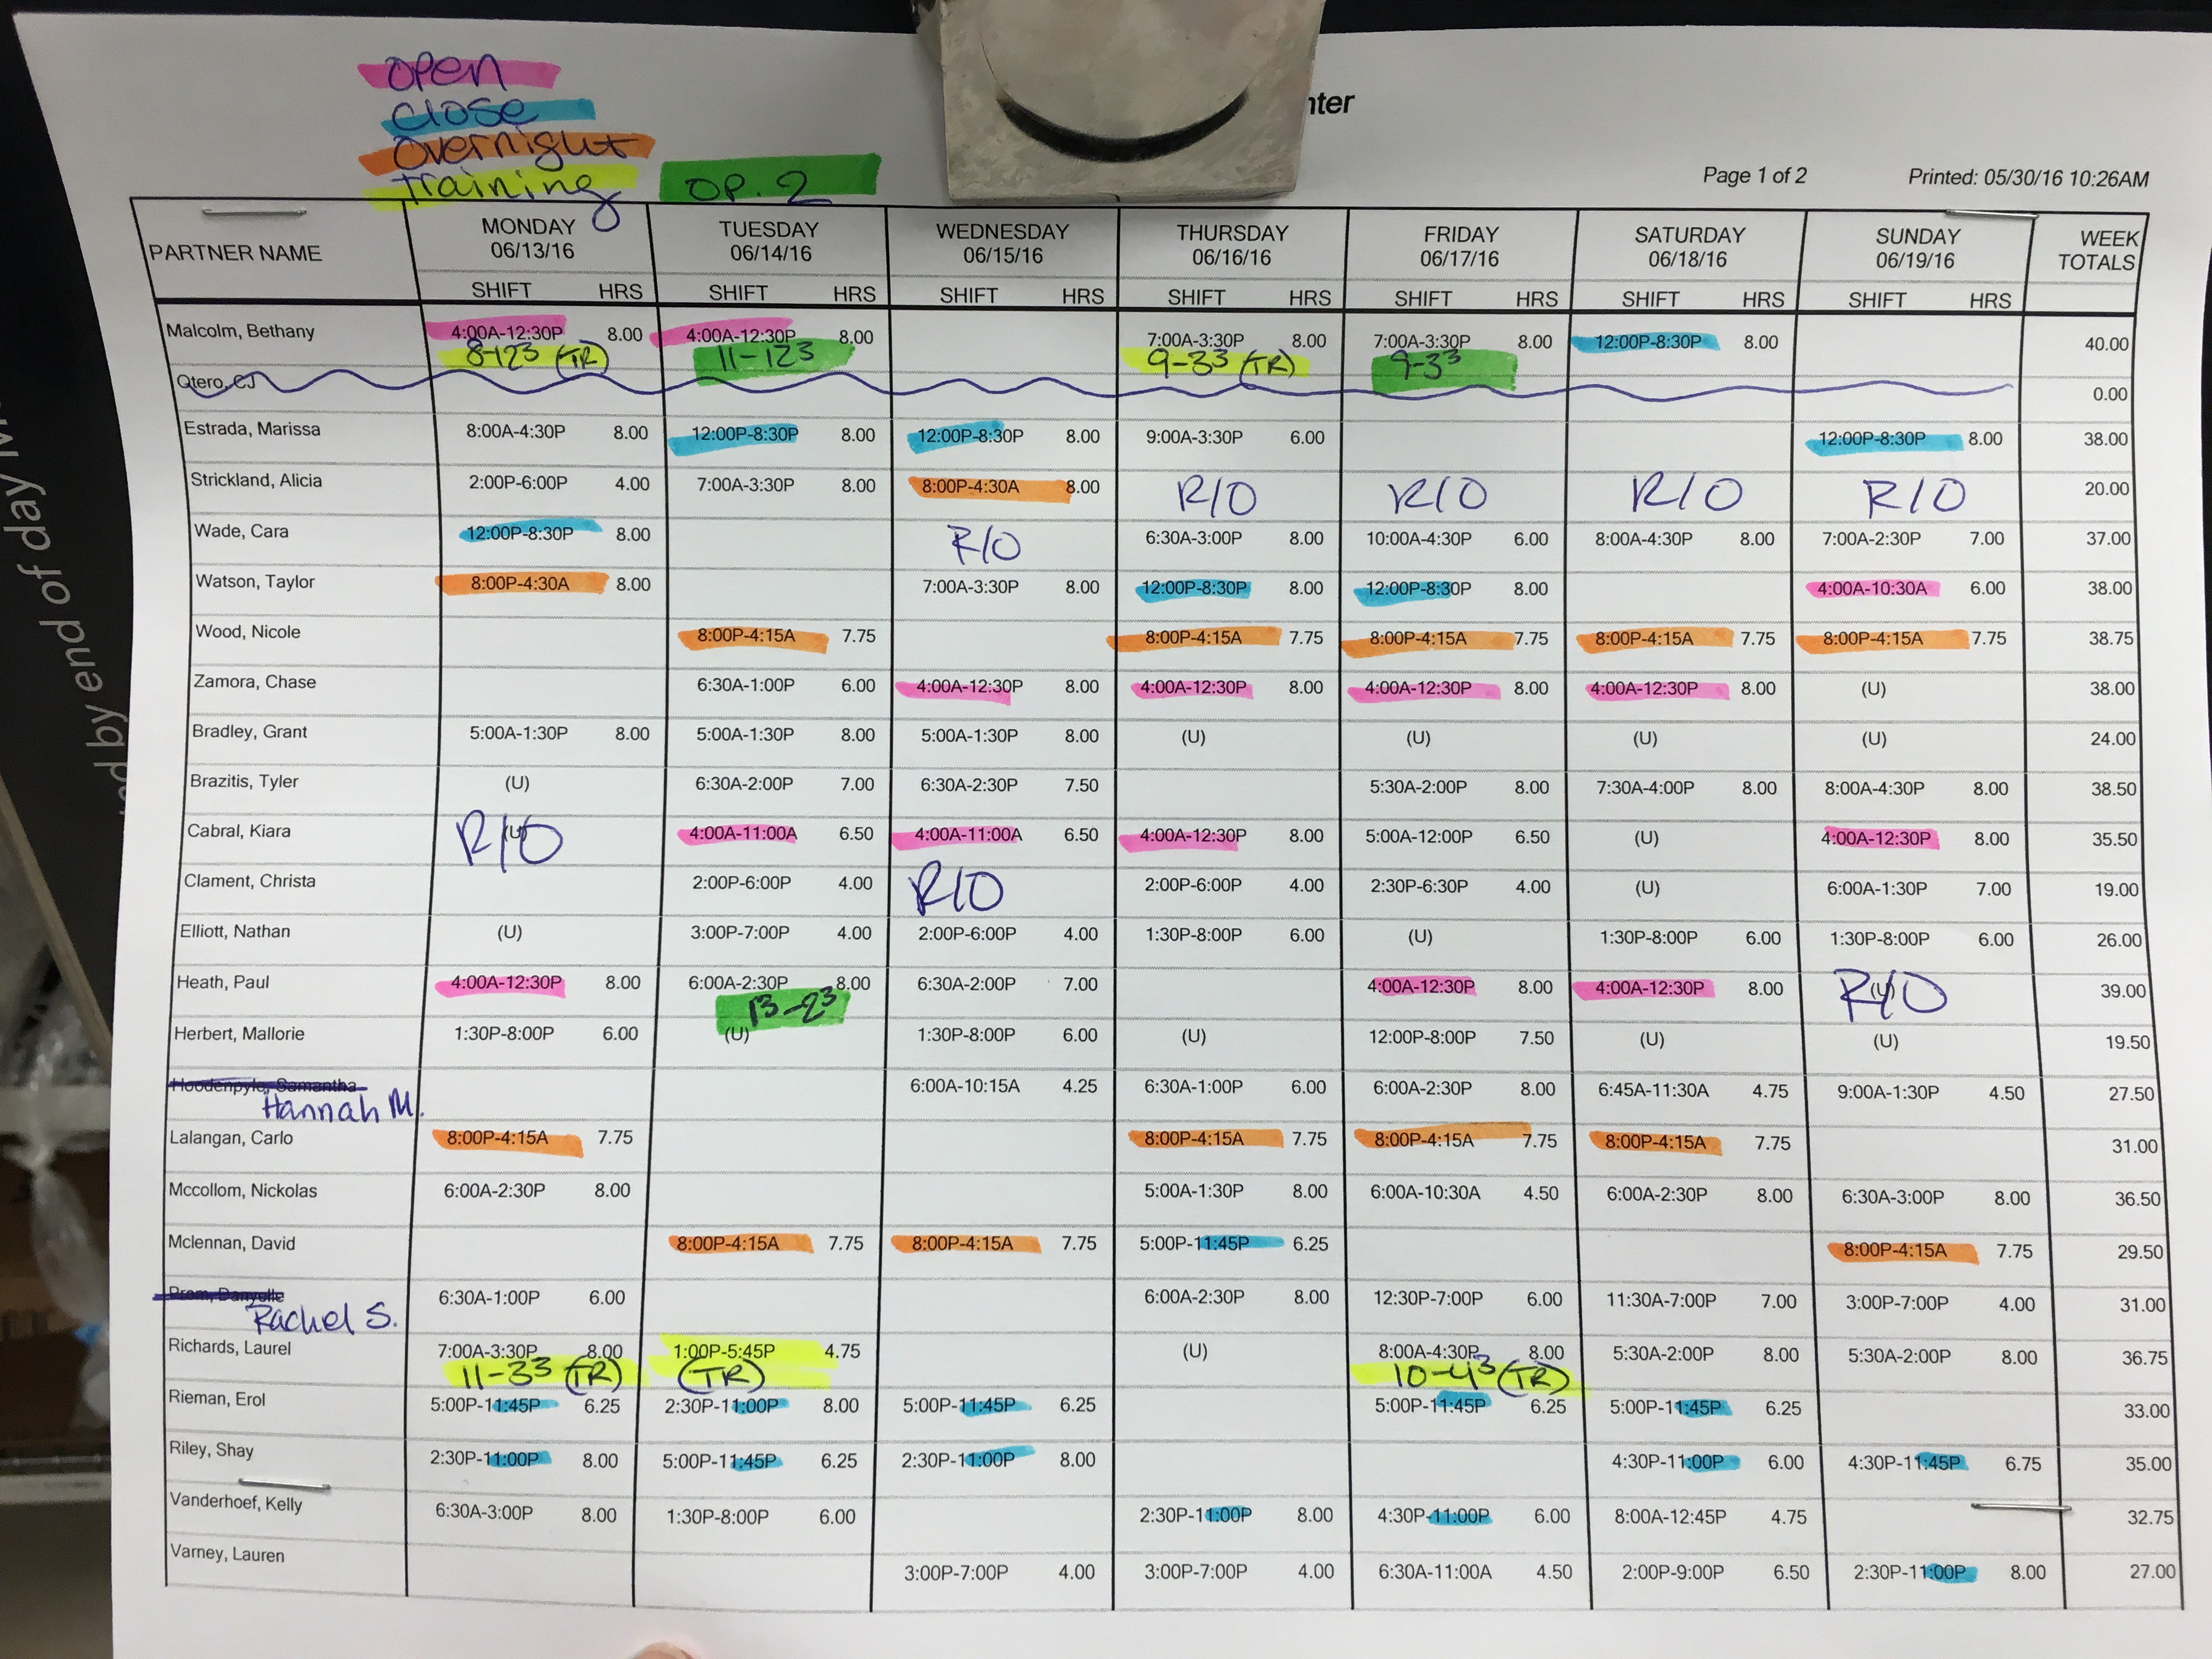 open
close
overnight
training OP. 2
nter
Page 1 of 2 Printed: 05/30/16 10:26AM
PARTNER NAME MONDAY 06/13/16 TUESDAY 06/14/16 WEDNESDAY 06/15/16 THURSDAY 06/16/16 FRIDAY 06/17/16 SATURDAY 06/18/16 SUNDAY 06/19/16 WEEK TOTALS
SHIFT HRS SHIFT HRS SHIFT HRS SHIFT HRS SHIFT HRS SHIFT HRS SHIFT HRS
Malcolm, Bethany 4:00A-12:30P 8.00 4:00A-12:30P 8.00 7:00A-3:30P 8.00 7:00A-3:30P 8.00 12:00P-8:30P 8.00 40.00
8-12³ (TR) 11-12³ 9-3³ (TR) 9-3³
Otero, CJ 0.00
Estrada, Marissa 8:00A-4:30P 8.00 12:00P-8:30P 8.00 12:00P-8:30P 8.00 9:00A-3:30P 6.00 12:00P-8:30P 8.00 38.00
Strickland, Alicia 2:00P-6:00P 4.00 7:00A-3:30P 8.00 8:00P-4:30A 8.00 R/O R/O R/O R/O 20.00
Wade, Cara 12:00P-8:30P 8.00 R/O 6:30A-3:00P 8.00 10:00A-4:30P 6.00 8:00A-4:30P 8.00 7:00A-2:30P 7.00 37.00
Watson, Taylor 8:00P-4:30A 8.00 7:00A-3:30P 8.00 12:00P-8:30P 8.00 12:00P-8:30P 8.00 4:00A-10:30A 6.00 38.00
Wood, Nicole 8:00P-4:15A 7.75 8:00P-4:15A 7.75 8:00P-4:15A 7.75 8:00P-4:15A 7.75 8:00P-4:15A 7.75 38.75
Zamora, Chase 6:30A-1:00P 6.00 4:00A-12:30P 8.00 4:00A-12:30P 8.00 4:00A-12:30P 8.00 4:00A-12:30P 8.00 (U) 38.00
Bradley, Grant 5:00A-1:30P 8.00 5:00A-1:30P 8.00 5:00A-1:30P 8.00 (U) (U) (U) (U) 24.00
Brazitis, Tyler (U) 6:30A-2:00P 7.00 6:30A-2:30P 7.50 5:30A-2:00P 8.00 7:30A-4:00P 8.00 8:00A-4:30P 8.00 38.50
Cabral, Kiara (U) R/O 4:00A-11:00A 6.50 4:00A-11:00A 6.50 4:00A-12:30P 8.00 5:00A-12:00P 6.50 (U) 4:00A-12:30P 8.00 35.50
Clament, Christa 2:00P-6:00P 4.00 R/O 2:00P-6:00P 4.00 2:30P-6:30P 4.00 (U) 6:00A-1:30P 7.00 19.00
Elliott, Nathan (U) 3:00P-7:00P 4.00 2:00P-6:00P 4.00 1:30P-8:00P 6.00 (U) 1:30P-8:00P 6.00 1:30P-8:00P 6.00 26.00
Heath, Paul 4:00A-12:30P 8.00 6:00A-2:30P 8.00 6:30A-2:00P 7.00 4:00A-12:30P 8.00 4:00A-12:30P 8.00 (U) R/O 39.00
1³-2³
Herbert, Mallorie 1:30P-8:00P 6.00 (U) 1:30P-8:00P 6.00 (U) 12:00P-8:00P 7.50 (U) (U) 19.50
Hoodenpyle, Samantha 6:00A-10:15A 4.25 6:30A-1:00P 6.00 6:00A-2:30P 8.00 6:45A-11:30A 4.75 9:00A-1:30P 4.50 27.50
Hannah M.
Lalangan, Carlo 8:00P-4:15A 7.75 8:00P-4:15A 7.75 8:00P-4:15A 7.75 8:00P-4:15A 7.75 31.00
Mccollom, Nickolas 6:00A-2:30P 8.00 5:00A-1:30P 8.00 6:00A-10:30A 4.50 6:00A-2:30P 8.00 6:30A-3:00P 8.00 36.50
Mclennan, David 8:00P-4:15A 7.75 8:00P-4:15A 7.75 5:00P-11:45P 6.25 8:00P-4:15A 7.75 29.50
Prom, Danyelle 6:30A-1:00P 6.00 6:00A-2:30P 8.00 12:30P-7:00P 6.00 11:30A-7:00P 7.00 3:00P-7:00P 4.00 31.00
Rachel S.
Richards, Laurel 7:00A-3:30P 8.00 1:00P-5:45P 4.75 (U) 8:00A-4:30P 8.00 5:30A-2:00P 8.00 5:30A-2:00P 8.00 36.75
11-3³ (TR) (TR) 10-4³ (TR)
Rieman, Erol 5:00P-11:45P 6.25 2:30P-11:00P 8.00 5:00P-11:45P 6.25 5:00P-11:45P 6.25 5:00P-11:45P 6.25 33.00
Riley, Shay 2:30P-11:00P 8.00 5:00P-11:45P 6.25 2:30P-11:00P 8.00 4:30P-11:00P 6.00 4:30P-11:45P 6.75 35.00
Vanderhoef, Kelly 6:30A-3:00P 8.00 1:30P-8:00P 6.00 2:30P-11:00P 8.00 4:30P-11:00P 6.00 8:00A-12:45P 4.75 32.75
Varney, Lauren 3:00P-7:00P 4.00 3:00P-7:00P 4.00 6:30A-11:00A 4.50 2:00P-9:00P 6.50 2:30P-11:00P 8.00 27.00
by end of day